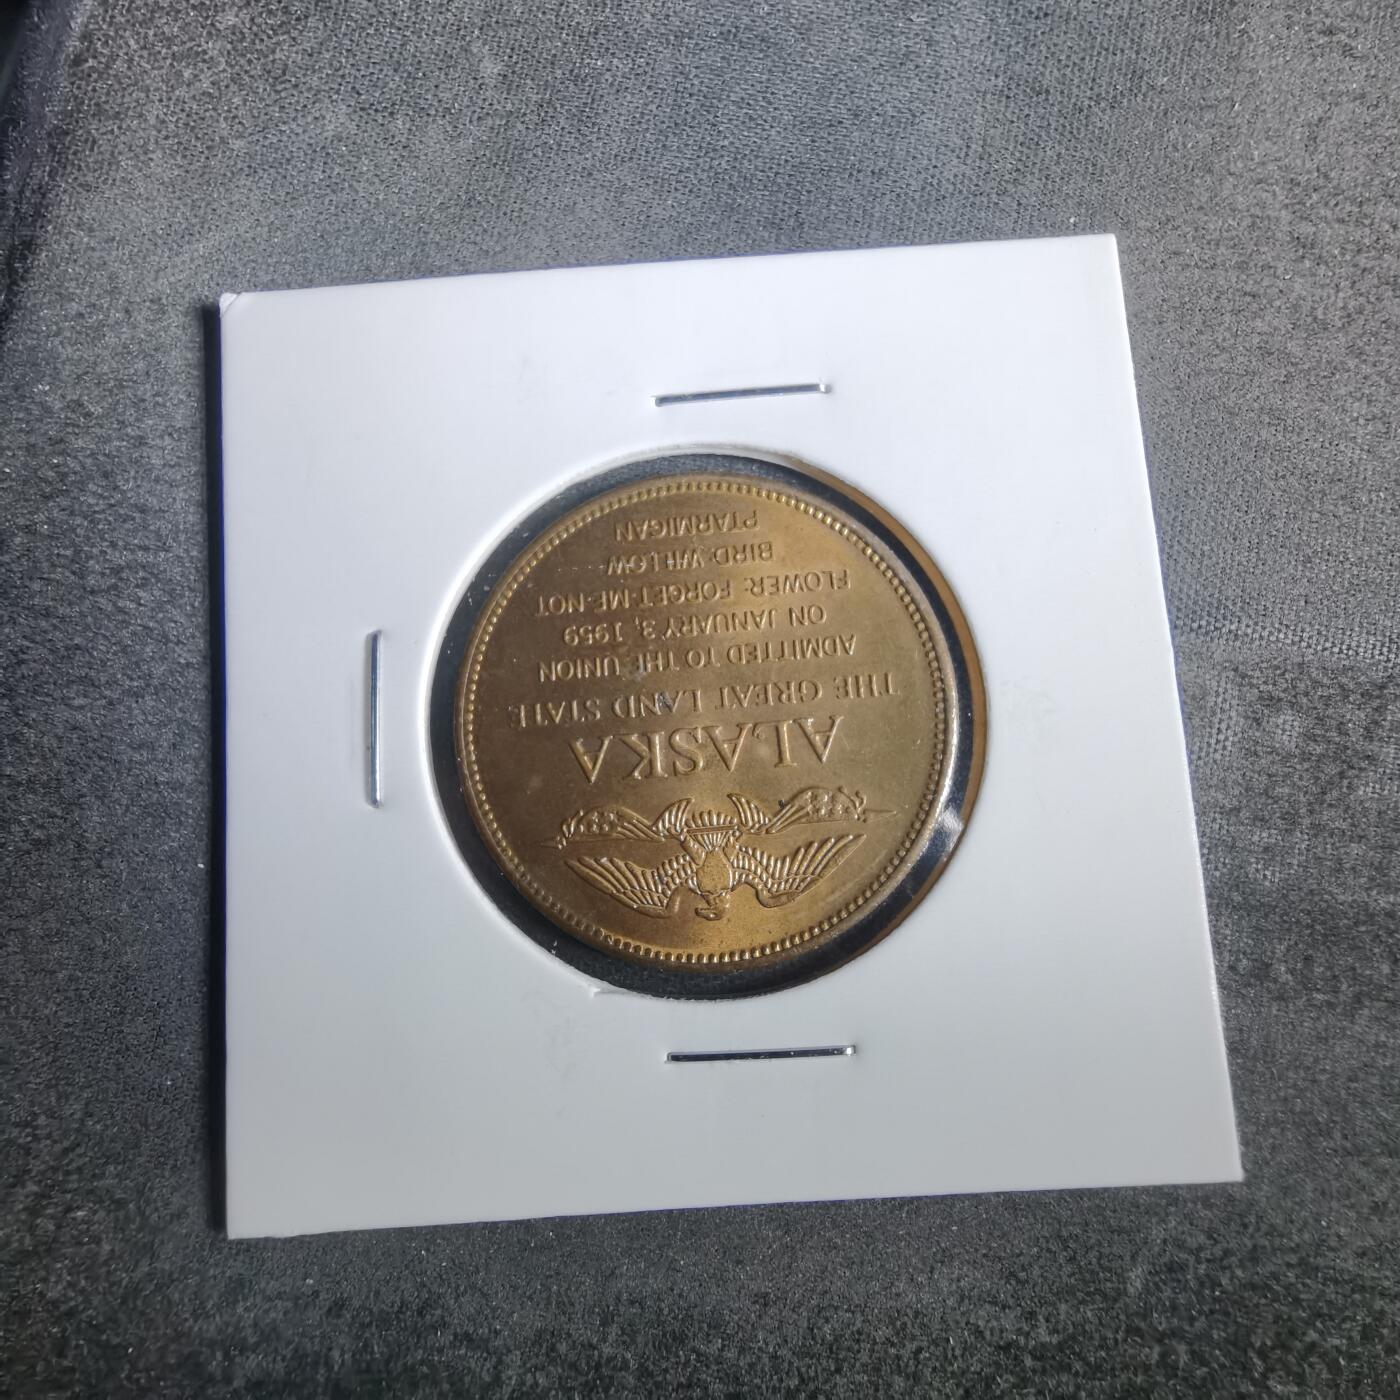 ALASKA
THE GREAT LAND STATE
ADMITTED TO THE UNION
ON JANUARY 3, 1959
FLOWER: FORGET-ME-NOT
BIRD: WILLOW
PTARMIGAN